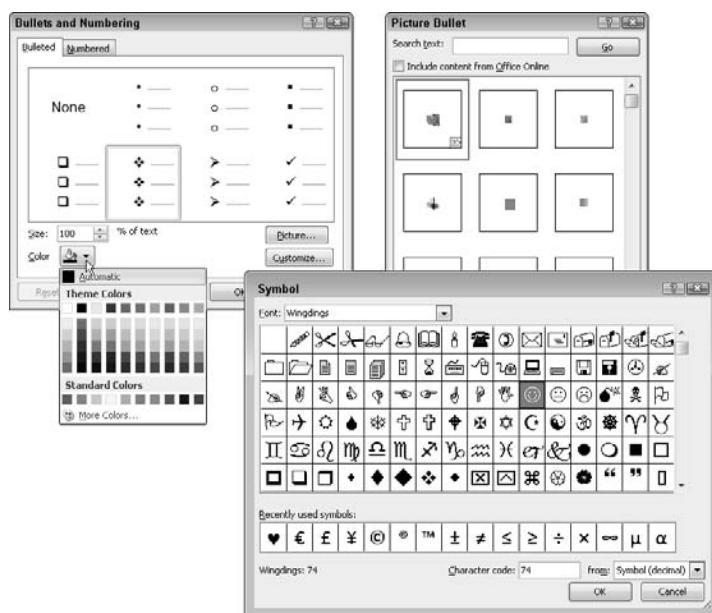 Bullets and Numbering
Bulleted Numbered
None
Size: 100 % of text
Picture...
Color
Customize...
Automatic
Theme Colors
Standard Colors
More Colors...
Picture Bullet
Search text:
Go
Include content from Office Online
Symbol
Font: Wingdings
Recently used symbols:
♥ € £ ¥ © ® ™ ± ≠ ≤ ≥ ÷ × ∞ µ α
Wingdings: 74
Character code: 74 from: Symbol (decimal)
OK Cancel